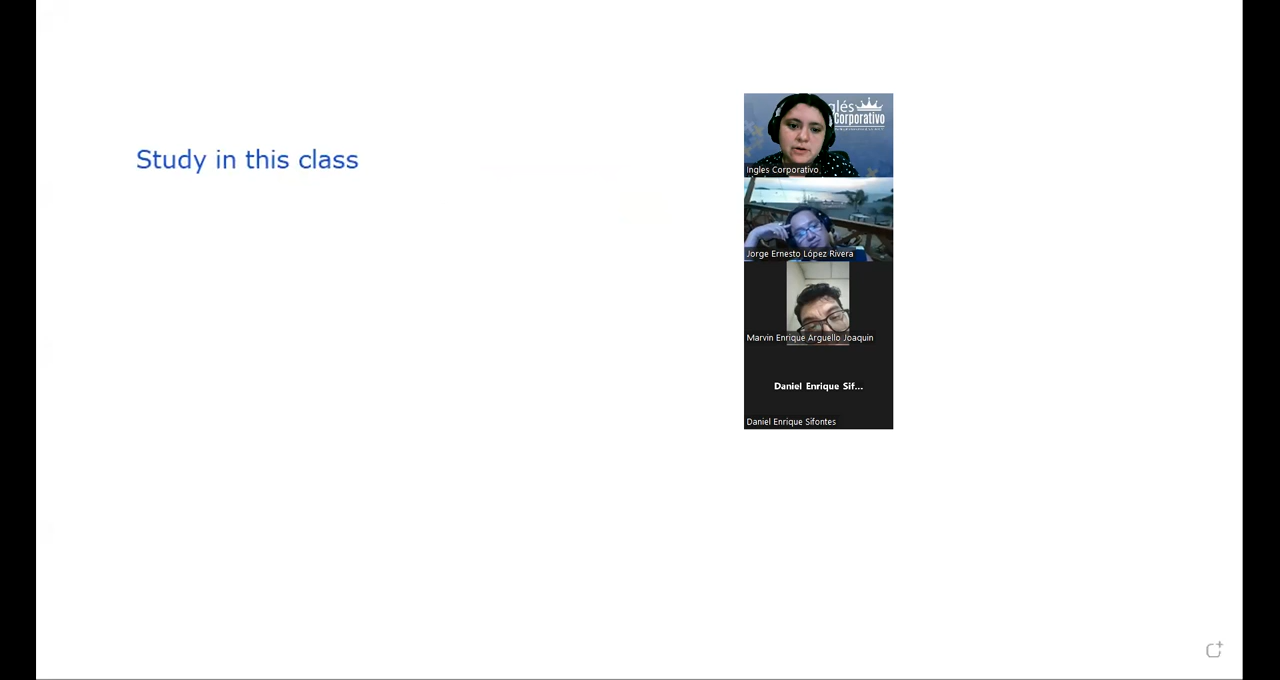 Study in this class
glés
Corporativo
Ingles Corporativo
Jorge Ernesto López Rivera
Marvin Enrique Arguello Joaquin
Daniel Enrique Sif...
Daniel Enrique Sifontes